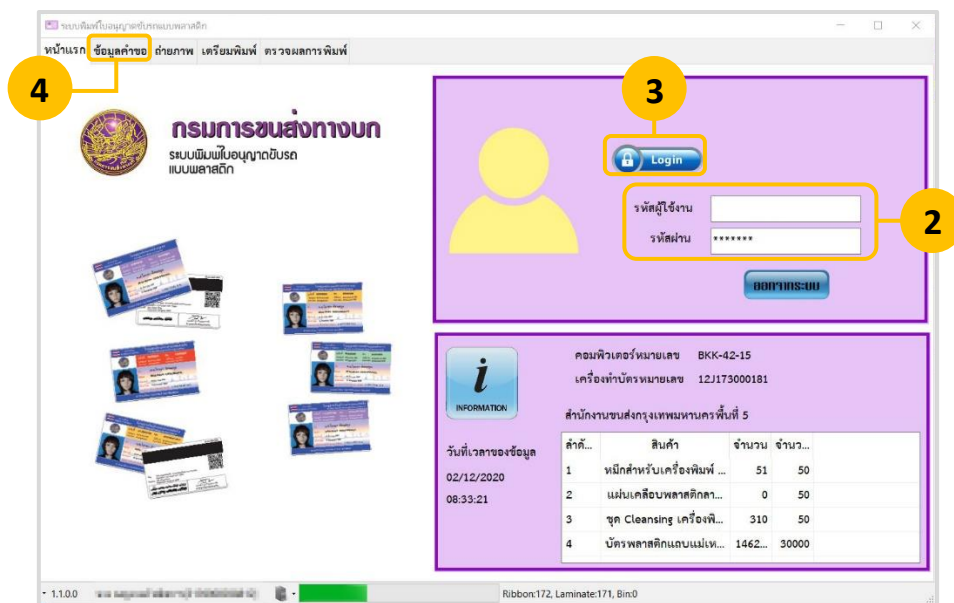 ระบบพิมพ์ใบอนุญาตขับรถแบบพลาสติก
หน้าแรก ข้อมูลคำขอ ถ่ายภาพ เตรียมพิมพ์ ตรวจผลการพิมพ์
4
3
กรมการขนส่งทางบก
ระบบพิมพ์ใบอนุญาตขับรถ
แบบพลาสติก
Login
รหัสผู้ใช้งาน
2
รหัสผ่าน *******
ออกจากระบบ
i
INFORMATION
คอมพิวเตอร์หมายเลข BKK-42-15
เครื่องทำบัตรหมายเลข 12J173000181
สำนักงานขนส่งกรุงเทพมหานครพื้นที่ 5
วันที่เวลาของข้อมูล
02/12/2020
08:33:21
ลำดั... สินค้า จำนวน จำนว...
1 หมึกสำหรับเครื่องพิมพ์ ... 51 50
2 แผ่นเคลือบพลาสติกลา... 0 50
3 ชุด Cleansing เครื่องพิ... 310 50
4 บัตรพลาสติกแถบแม่เห... 1462... 30000
1.1.0.0
Ribbon:172, Laminate:171, Bin:0